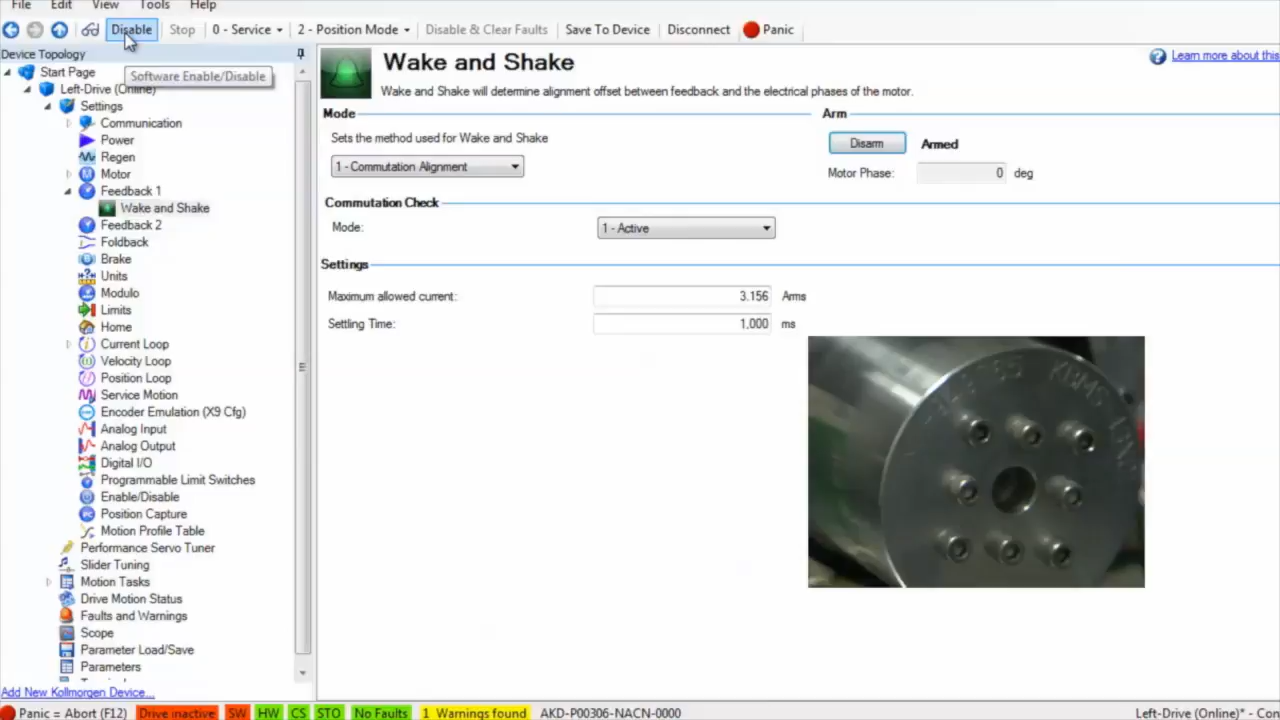 File Edit View Tools Help
Disable Stop 0 - Service 2 - Position Mode Disable & Clear Faults Save To Device Disconnect Panic
Device Topology
Software Enable/Disable
Start Page
Left-Drive (Online)
Settings
Communication
Power
Regen
Motor
Feedback 1
Wake and Shake
Feedback 2
Foldback
Brake
Units
Modulo
Limits
Home
Current Loop
Velocity Loop
Position Loop
Service Motion
Encoder Emulation (X9 Cfg)
Analog Input
Analog Output
Digital I/O
Programmable Limit Switches
Enable/Disable
Position Capture
Motion Profile Table
Performance Servo Tuner
Slider Tuning
Motion Tasks
Drive Motion Status
Faults and Warnings
Scope
Parameter Load/Save
Parameters
Add New Kollmorgen Device...
Wake and Shake
Learn more about this
Wake and Shake will determine alignment offset between feedback and the electrical phases of the motor.
Mode
Sets the method used for Wake and Shake
1 - Commutation Alignment
Arm
Disarm Armed
Motor Phase: 0 deg
Commutation Check
Mode: 1 - Active
Settings
Maximum allowed current: 3.156 Arms
Settling Time: 1,000 ms
Panic = Abort (F12) Drive inactive SW HW CS STO No Faults 1 Warnings found AKD-P00306-NACN-0000 Left-Drive (Online)* - Con